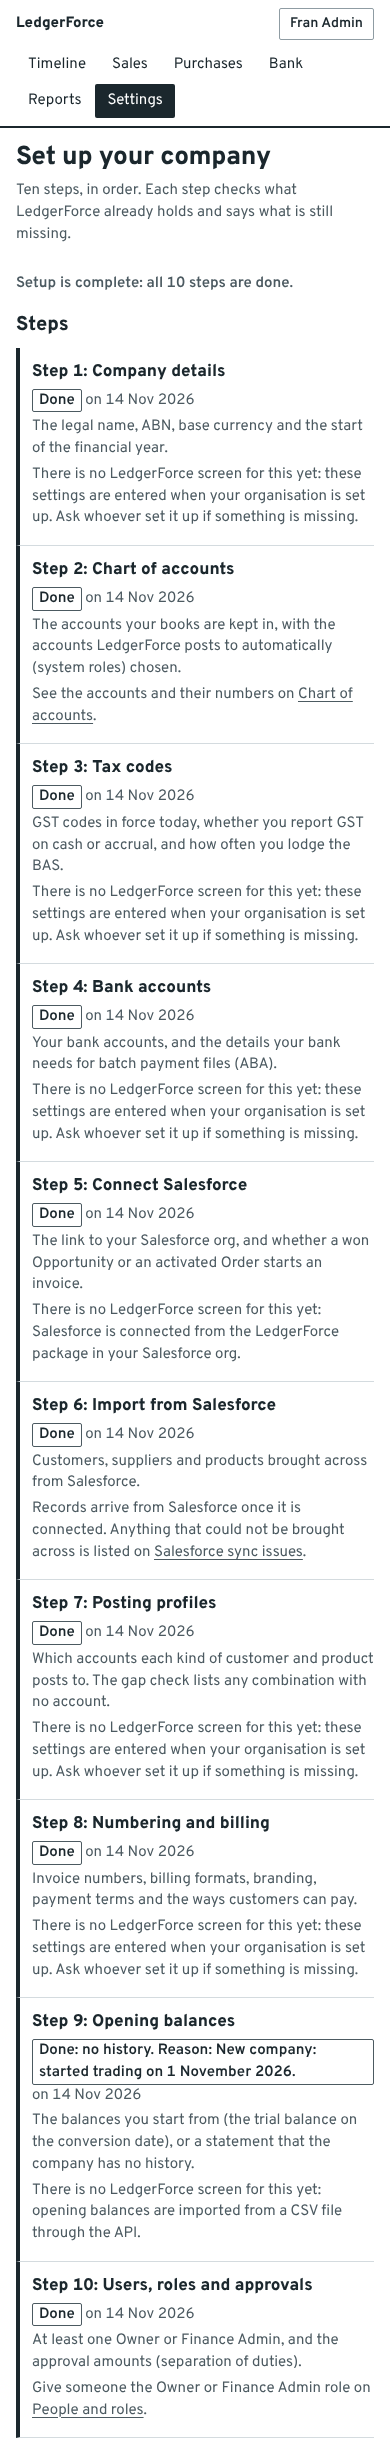 LedgerForce
Fran Admin
Timeline Sales Purchases Bank
Reports Settings
Set up your company
Ten steps, in order. Each step checks what
LedgerForce already holds and says what is still
missing.
Setup is complete: all 10 steps are done.
Steps
Step 1: Company details
Done on 14 Nov 2026
The legal name, ABN, base currency and the start
of the financial year.
There is no LedgerForce screen for this yet: these
settings are entered when your organisation is set
up. Ask whoever set it up if something is missing.
Step 2: Chart of accounts
Done on 14 Nov 2026
The accounts your books are kept in, with the
accounts LedgerForce posts to automatically
(system roles) chosen.
See the accounts and their numbers on Chart of
accounts.
Step 3: Tax codes
Done on 14 Nov 2026
GST codes in force today, whether you report GST
on cash or accrual, and how often you lodge the
BAS.
There is no LedgerForce screen for this yet: these
settings are entered when your organisation is set
up. Ask whoever set it up if something is missing.
Step 4: Bank accounts
Done on 14 Nov 2026
Your bank accounts, and the details your bank
needs for batch payment files (ABA).
There is no LedgerForce screen for this yet: these
settings are entered when your organisation is set
up. Ask whoever set it up if something is missing.
Step 5: Connect Salesforce
Done on 14 Nov 2026
The link to your Salesforce org, and whether a won
Opportunity or an activated Order starts an
invoice.
There is no LedgerForce screen for this yet:
Salesforce is connected from the LedgerForce
package in your Salesforce org.
Step 6: Import from Salesforce
Done on 14 Nov 2026
Customers, suppliers and products brought across
from Salesforce.
Records arrive from Salesforce once it is
connected. Anything that could not be brought
across is listed on Salesforce sync issues.
Step 7: Posting profiles
Done on 14 Nov 2026
Which accounts each kind of customer and product
posts to. The gap check lists any combination with
no account.
There is no LedgerForce screen for this yet: these
settings are entered when your organisation is set
up. Ask whoever set it up if something is missing.
Step 8: Numbering and billing
Done on 14 Nov 2026
Invoice numbers, billing formats, branding,
payment terms and the ways customers can pay.
There is no LedgerForce screen for this yet: these
settings are entered when your organisation is set
up. Ask whoever set it up if something is missing.
Step 9: Opening balances
Done: no history. Reason: New company:
started trading on 1 November 2026.
on 14 Nov 2026
The balances you start from (the trial balance on
the conversion date), or a statement that the
company has no history.
There is no LedgerForce screen for this yet:
opening balances are imported from a CSV file
through the API.
Step 10: Users, roles and approvals
Done on 14 Nov 2026
At least one Owner or Finance Admin, and the
approval amounts (separation of duties).
Give someone the Owner or Finance Admin role on
People and roles.